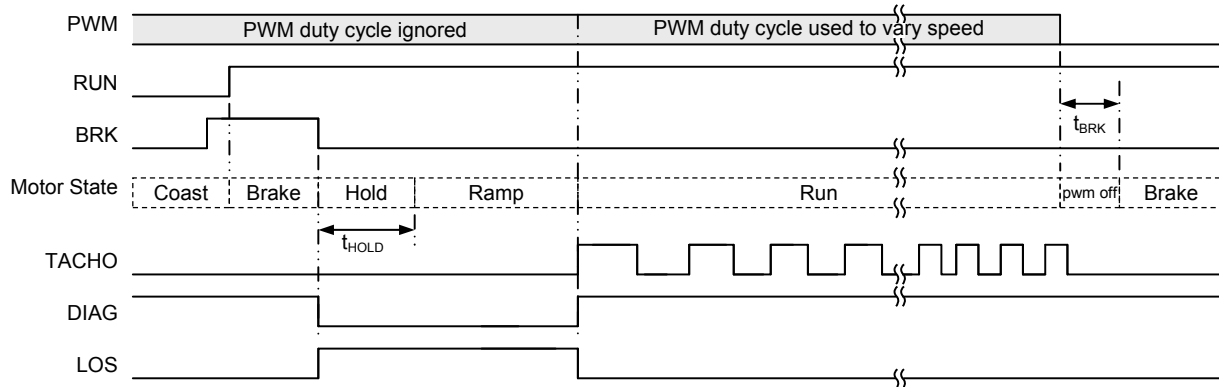 PWM
PWM duty cycle ignored
PWM duty cycle used to vary speed
RUN
BRK
tBRK
Motor State
Coast
Brake
Hold
Ramp
Run
pwm off
Brake
tHOLD
TACHO
DIAG
LOS